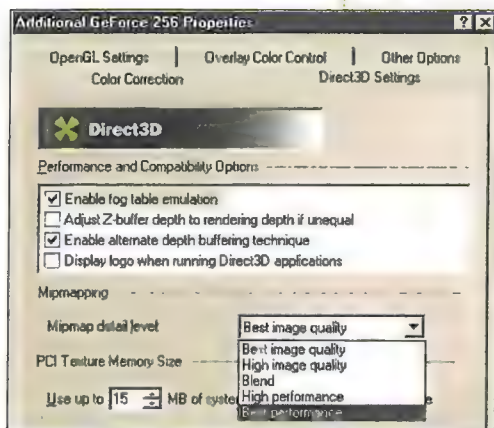 Additional GeForce 256 Properties ? X
OpenGL Settings Overlay Color Control Other Options
Color Correction Direct3D Settings
Direct3D
Performance and Compatibility Options
Enable fog table emulation
Adjust Z-buffer depth to rendering depth if unequal
Enable alternate depth buffering technique
Display logo when running Direct3D applications
Mipmapping
Mipmap detail level Best image quality
Best image quality
PCI Texture Memory Size
High image quality
Blend
High performance
Use up to 15 MB of syste
Best performance